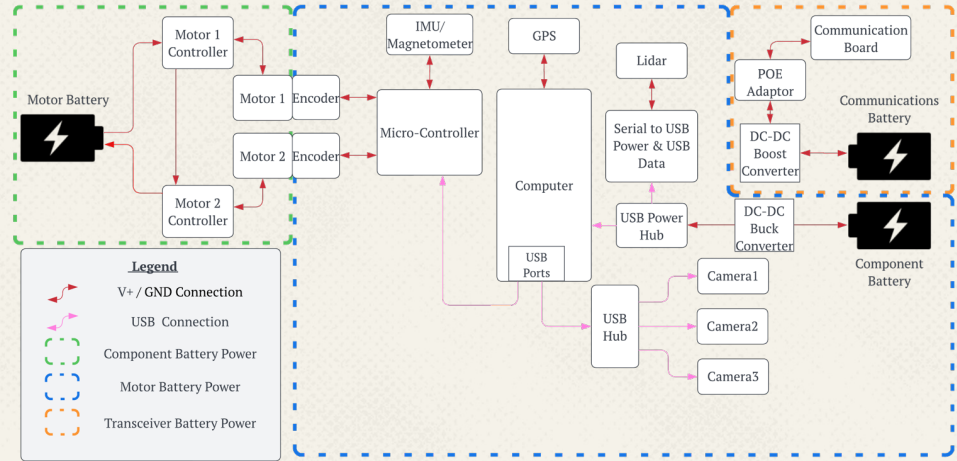 Motor Battery
Motor 1
Controller
Motor 1
Encoder
Motor 2
Encoder
Motor 2
Controller
IMU/
Magnetometer
Micro-Controller
GPS
Computer
USB
Ports
Lidar
Serial to USB
Power & USB
Data
USB Power
Hub
USB
Hub
Camera1
Camera2
Camera3
Communication
Board
POE
Adaptor
DC-DC
Boost
Converter
Communications
Battery
DC-DC
Buck
Converter
Component
Battery
Legend
V+ / GND Connection
USB Connection
Component Battery Power
Motor Battery Power
Transceiver Battery Power